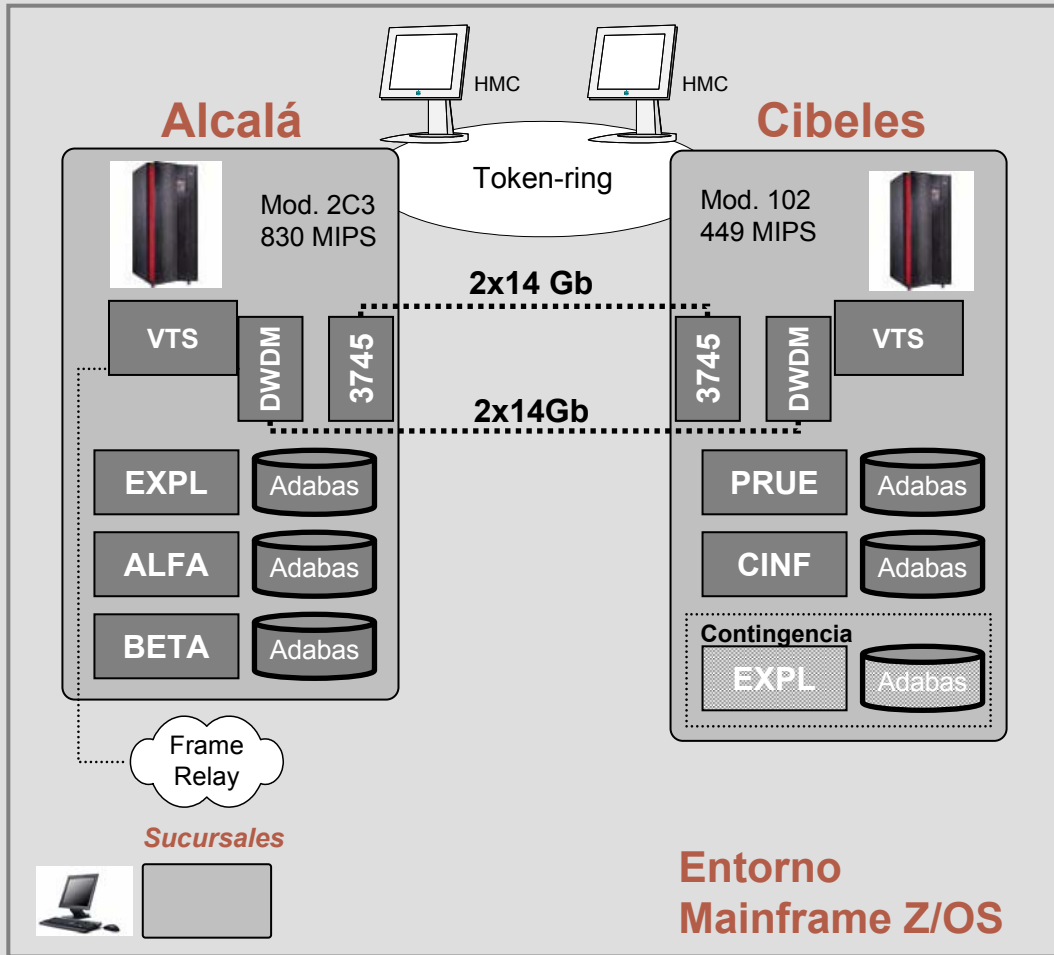 HMC
HMC
Alcalá
Cibeles
Token-ring
Mod. 2C3
830 MIPS
Mod. 102
449 MIPS
2x14 Gb
VTS
DWDM
3745
3745
DWDM
VTS
2x14Gb
EXPL
Adabas
PRUE
Adabas
ALFA
Adabas
CINF
Adabas
BETA
Adabas
Contingencia
EXPL
Adabas
Frame
Relay
Sucursales
Entorno
Mainframe Z/OS